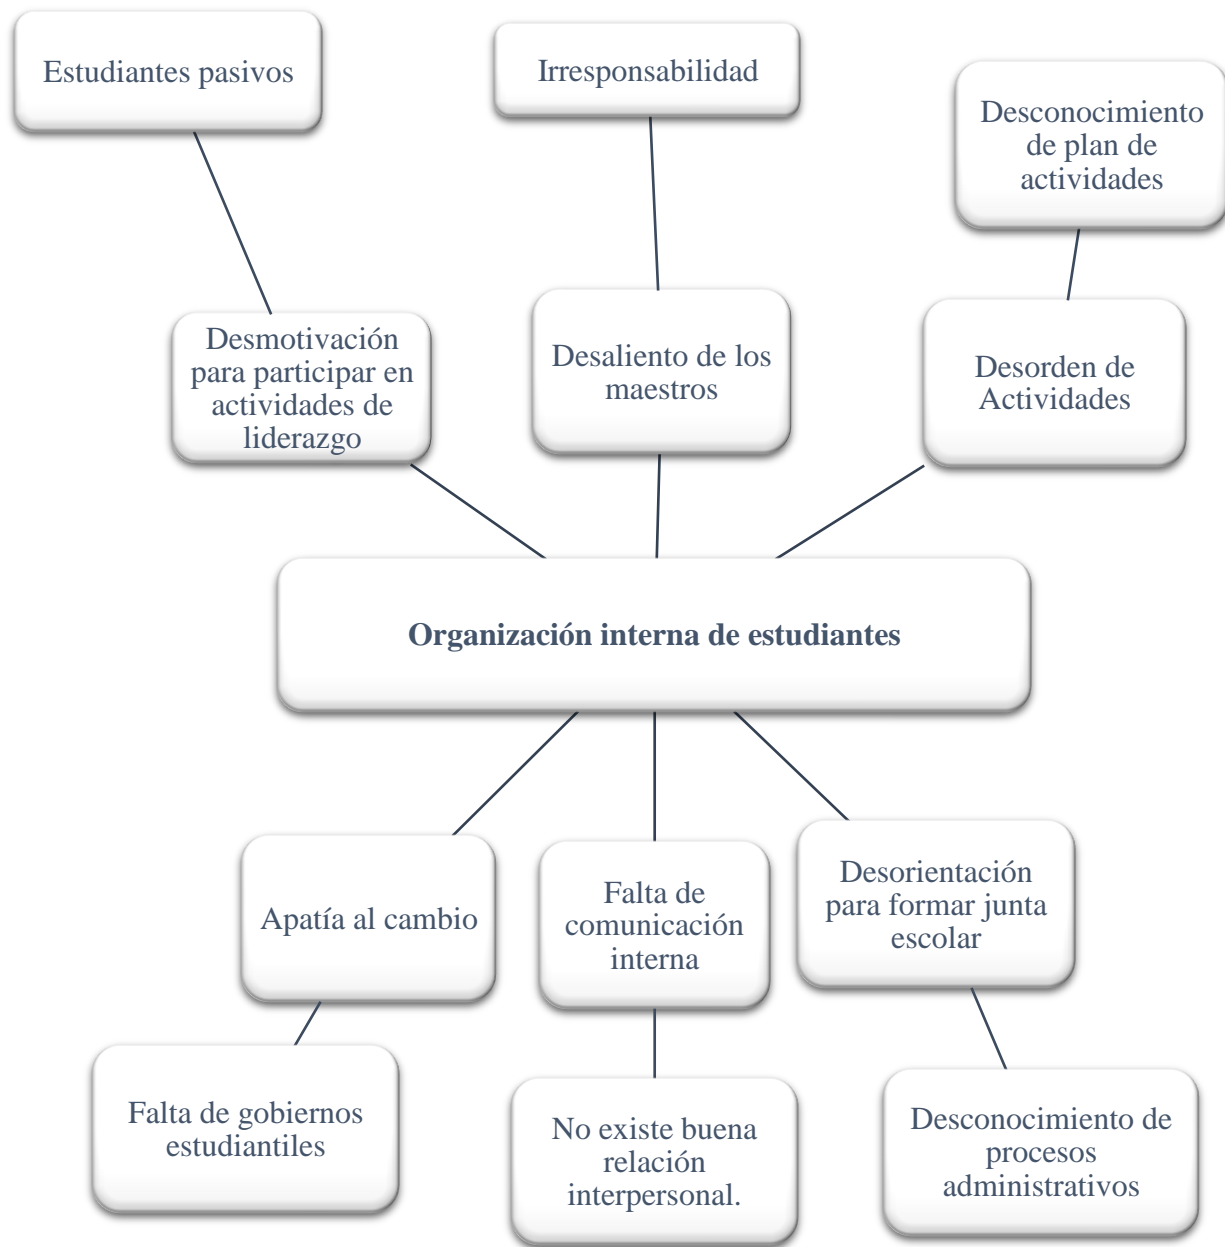 Estudiantes pasivos
Irresponsabilidad
Desconocimiento
de plan de
actividades
Desmotivación
para participar en
actividades de
liderazgo
Desaliento de los
maestros
Desorden de
Actividades
Organización interna de estudiantes
Apatía al cambio
Falta de
comunicación
interna
Desorientación
para formar junta
escolar
Falta de gobiernos
estudiantiles
No existe buena
relación
interpersonal.
Desconocimiento de
procesos
administrativos